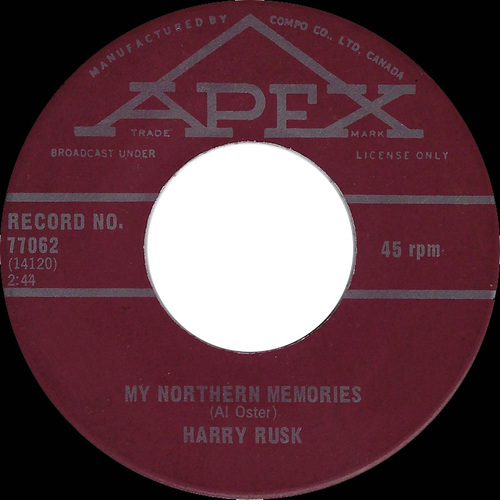 MANUFACTURED BY COMPO CO., LTD. CANADA
APEX
TRADE MARK
BROADCAST UNDER LICENSE ONLY
RECORD NO.
77062
(14120)
2:44
45 rpm
MY NORTHERN MEMORIES
(Al Oster)
HARRY RUSK